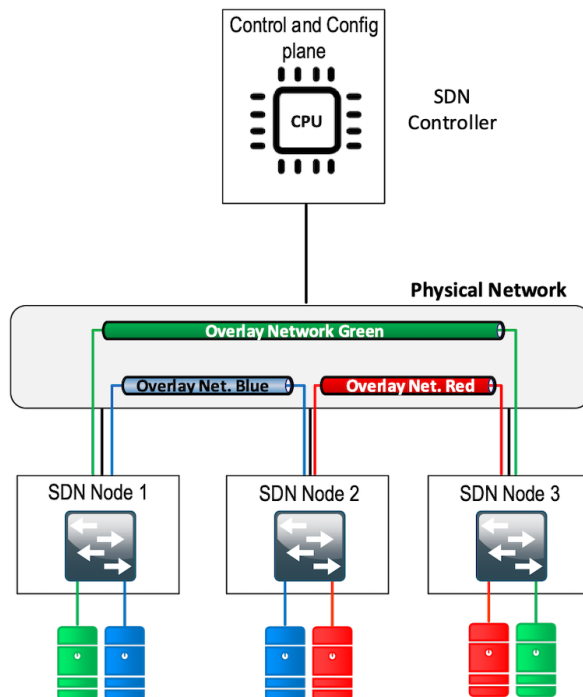 Control and Config
plane
CPU
SDN
Controller
Physical Network
Overlay Network Green
Overlay Net. Blue
Overlay Net. Red
SDN Node 1
SDN Node 2
SDN Node 3